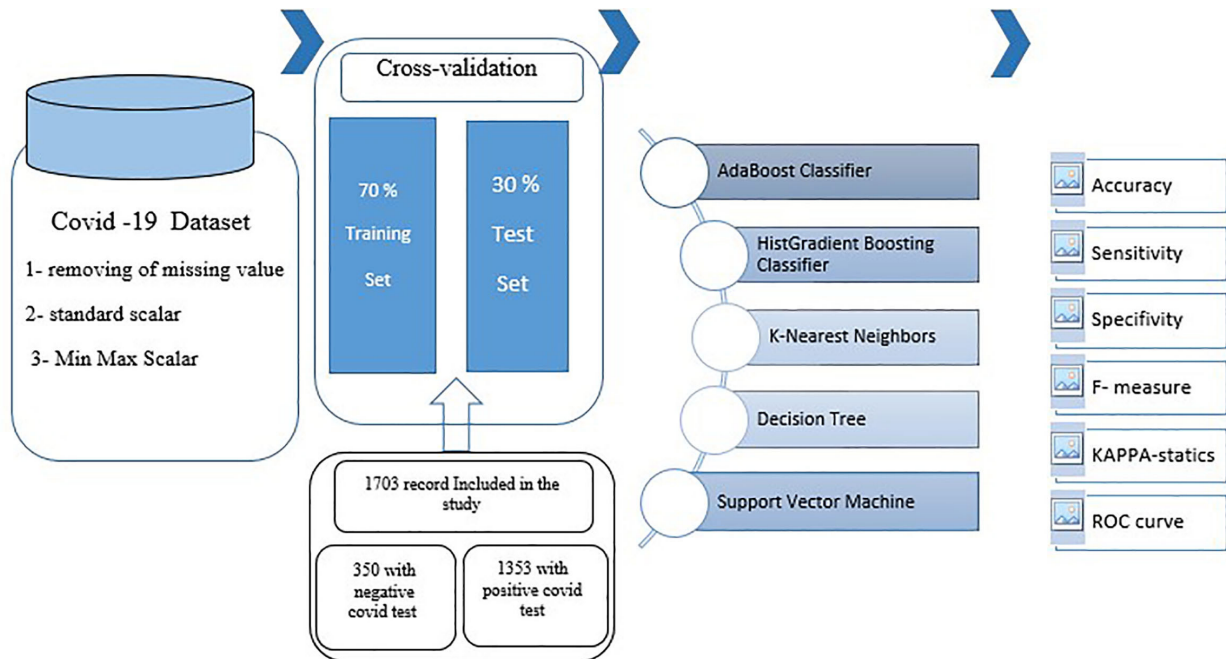 Covid -19 Dataset
1- removing of missing value
2- standard scalar
3- Min Max Scalar
Cross-validation
70 %
Training
Set
30 %
Test
Set
1703 record Included in the
study
350 with
negative
covid test
1353 with
positive covid
test
AdaBoost Classifier
HistGradient Boosting
Classifier
K-Nearest Neighbors
Decision Tree
Support Vector Machine
Accuracy
Sensitivity
Specifivity
F- measure
KAPPA-statics
ROC curve